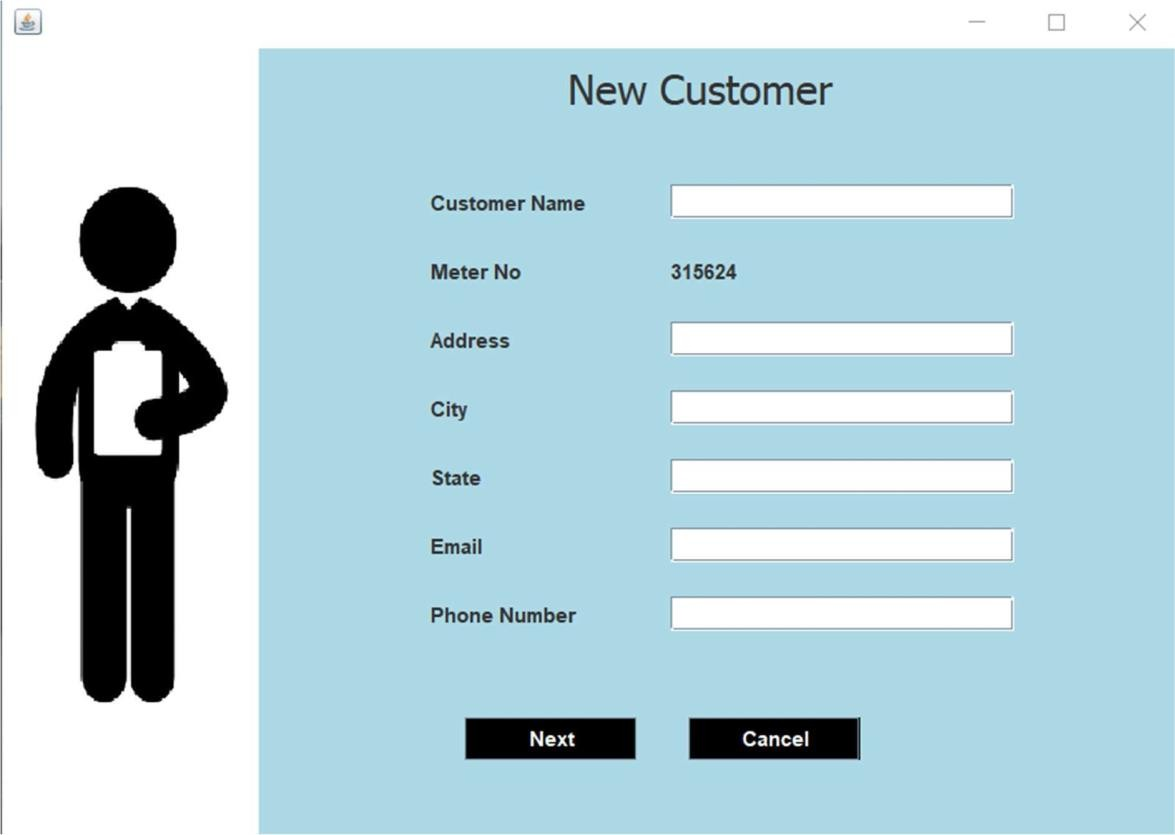 New Customer
Customer Name
Meter No 315624
Address
City
State
Email
Phone Number
Next Cancel